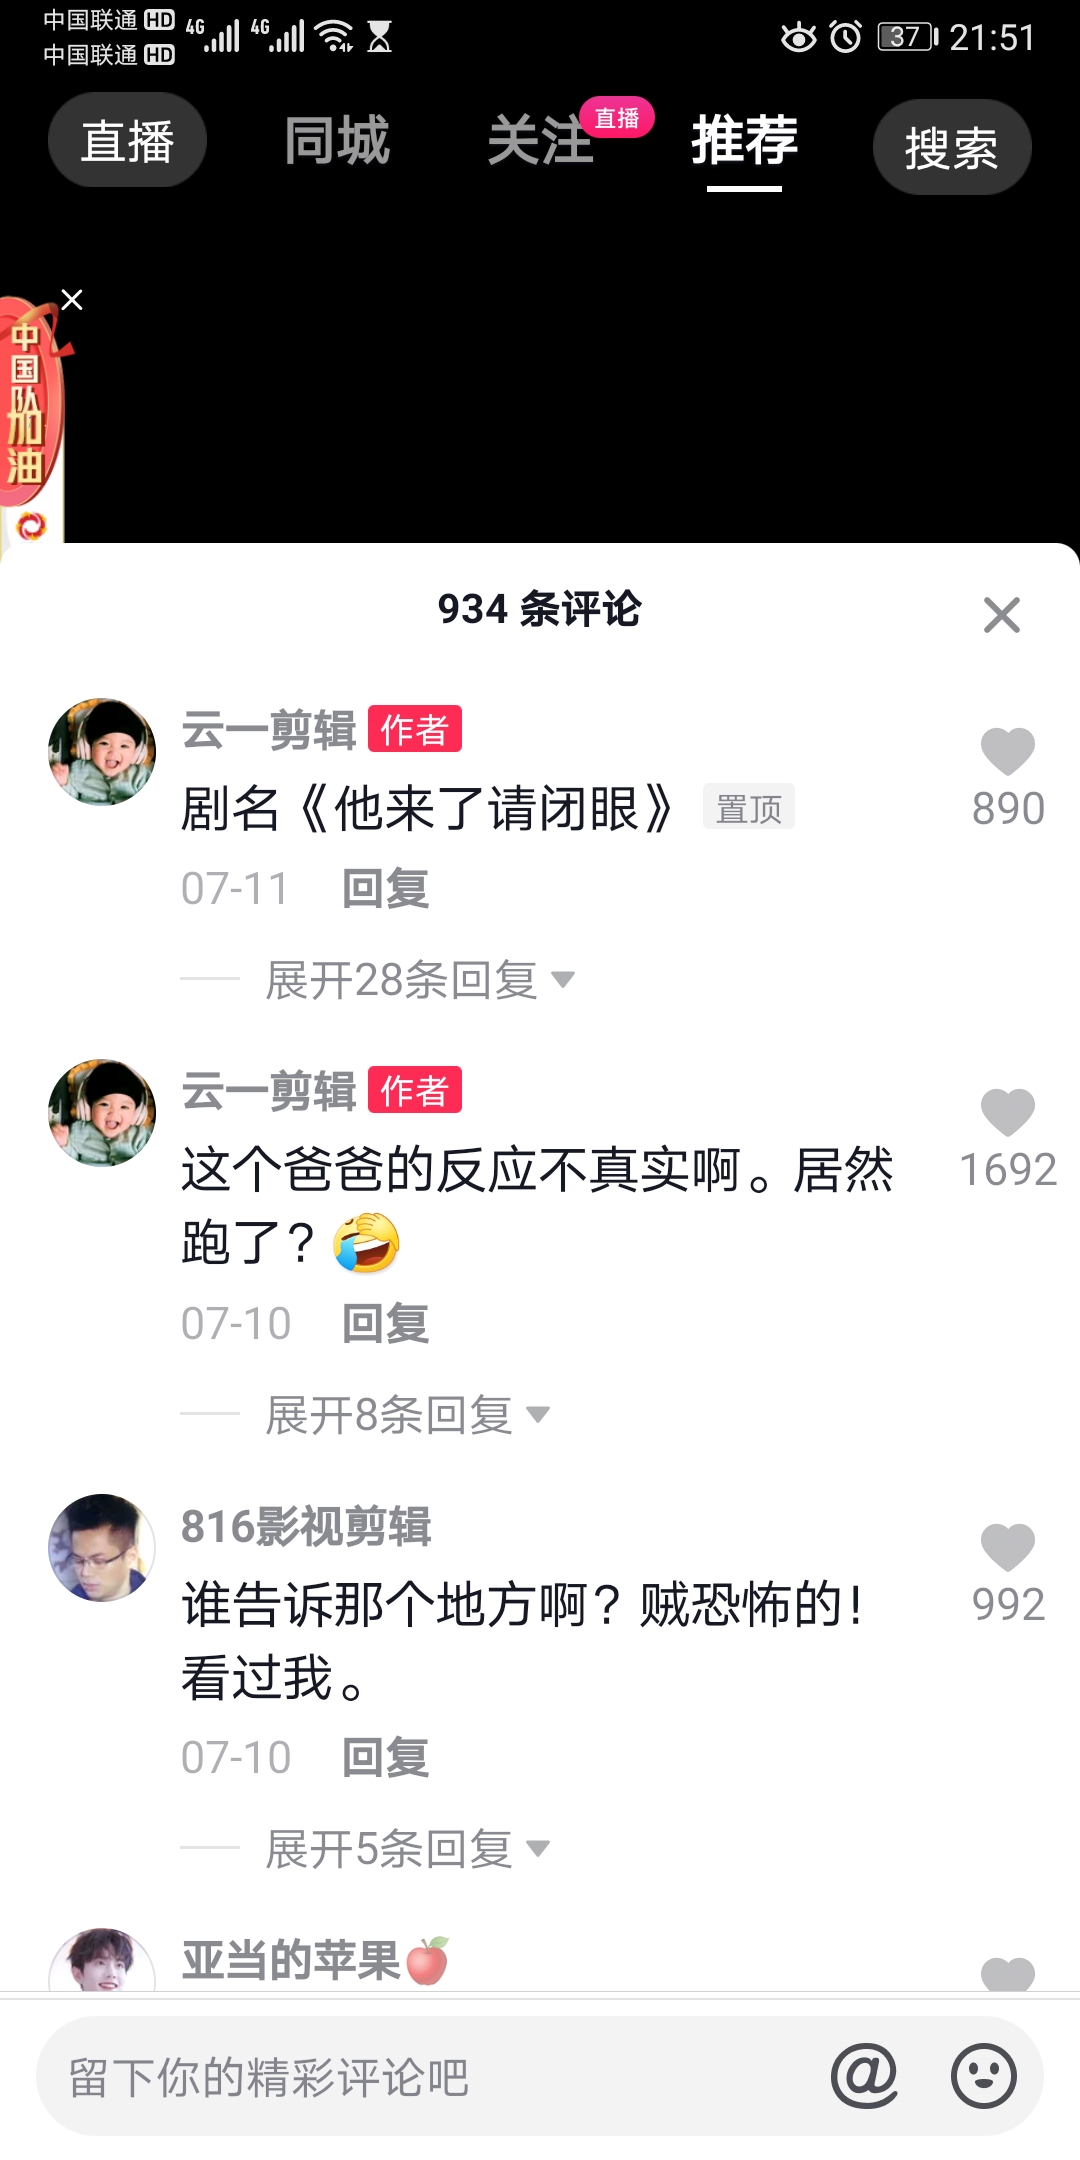 中国联通 HD 4G 4G 37 21:51
中国联通 HD
直播 同城 关注 直播 推荐 搜索
中国队加油
934 条评论
云一剪辑 作者
剧名《他来了请闭眼》 置顶
890
07-11 回复
展开28条回复
云一剪辑 作者
这个爸爸的反应不真实啊。居然
1692
跑了?🤣
07-10 回复
展开8条回复
816影视剪辑
谁告诉那个地方啊?贼恐怖的!
992
看过我。
07-10 回复
展开5条回复
亚当的苹果🍎
留下你的精彩评论吧 @